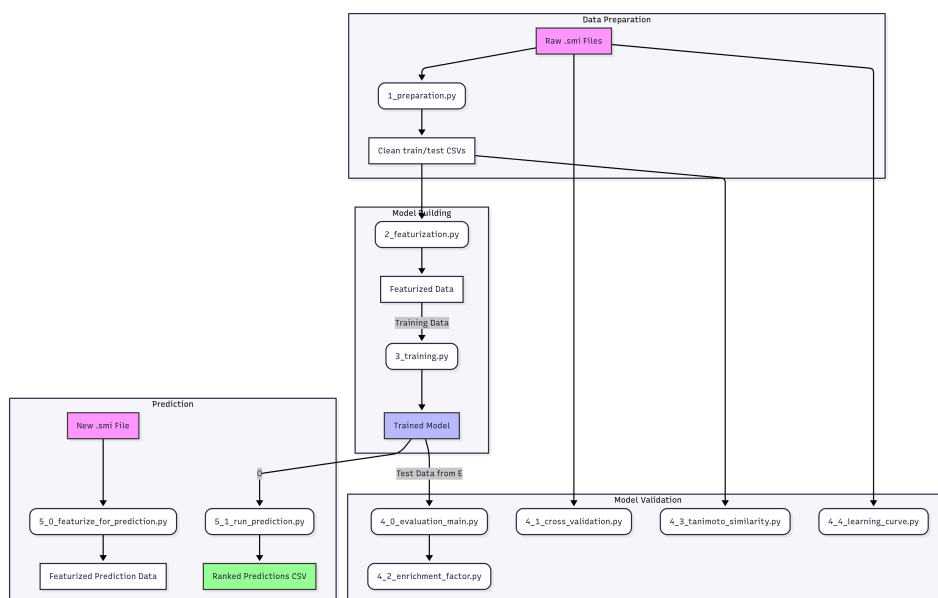 Data Preparation
Raw .smi Files
1_preparation.py
Clean train/test CSVs
Model Building
2_featurization.py
Featurized Data
Training Data
3_training.py
Prediction
New .smi File
Trained Model
0
Test Data from E
Model Validation
5_0_featurize_for_prediction.py
5_1_run_prediction.py
4_0_evaluation_main.py
4_1_cross_validation.py
4_3_tanimoto_similarity.py
4_4_learning_curve.py
Featurized Prediction Data
Ranked Predictions CSV
4_2_enrichment_factor.py